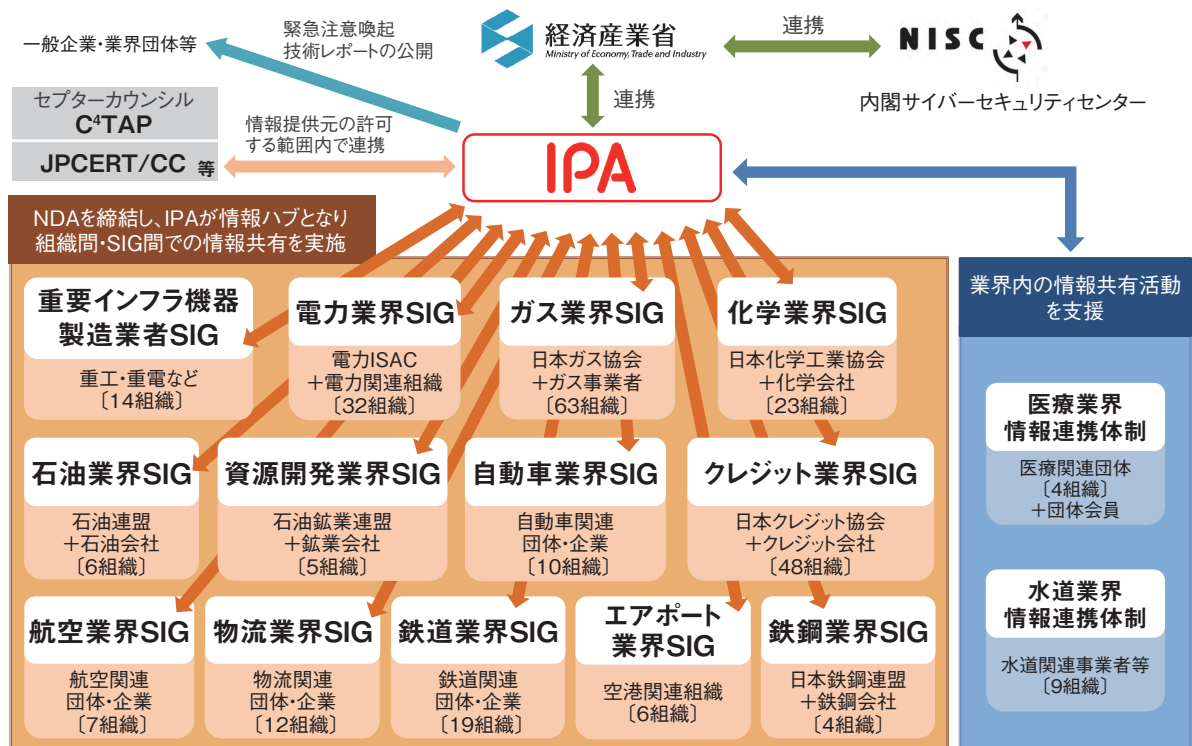 一般企業・業界団体等
緊急注意喚起
技術レポートの公開
経済産業省
Ministry of Economy, Trade and Industry
連携
NISC
内閣サイバーセキュリティセンター
連携
セプターカウンシル
C⁴TAP
JPCERT/CC 等
情報提供元の許可
する範囲内で連携
IPA
NDAを締結し、IPAが情報ハブとなり
組織間・SIG間での情報共有を実施
重要インフラ機器
製造業者SIG
重工・重電など
〔14組織〕
電力業界SIG
電力ISAC
＋電力関連組織
〔32組織〕
ガス業界SIG
日本ガス協会
＋ガス事業者
〔63組織〕
化学業界SIG
日本化学工業協会
＋化学会社
〔23組織〕
石油業界SIG
石油連盟
＋石油会社
〔6組織〕
資源開発業界SIG
石油鉱業連盟
＋鉱業会社
〔5組織〕
自動車業界SIG
自動車関連
団体・企業
〔10組織〕
クレジット業界SIG
日本クレジット協会
＋クレジット会社
〔48組織〕
航空業界SIG
航空関連
団体・企業
〔7組織〕
物流業界SIG
物流関連
団体・企業
〔12組織〕
鉄道業界SIG
鉄道関連
団体・企業
〔19組織〕
エアポート
業界SIG
空港関連組織
〔6組織〕
鉄鋼業界SIG
日本鉄鋼連盟
＋鉄鋼会社
〔4組織〕
業界内の情報共有活動
を支援
医療業界
情報連携体制
医療関連団体
〔4組織〕
＋団体会員
水道業界
情報連携体制
水道関連事業者等
〔9組織〕